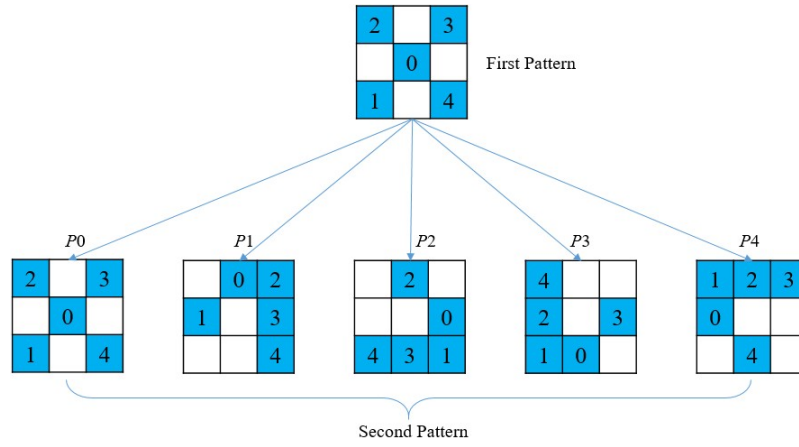 2 3
0
First Pattern
1 4
P0 P1 P2 P3 P4
2 3 0 2 2 4 1 2 3
0 1 3 0 2 3 0
1 4 4 4 3 1 1 0 4
Second Pattern